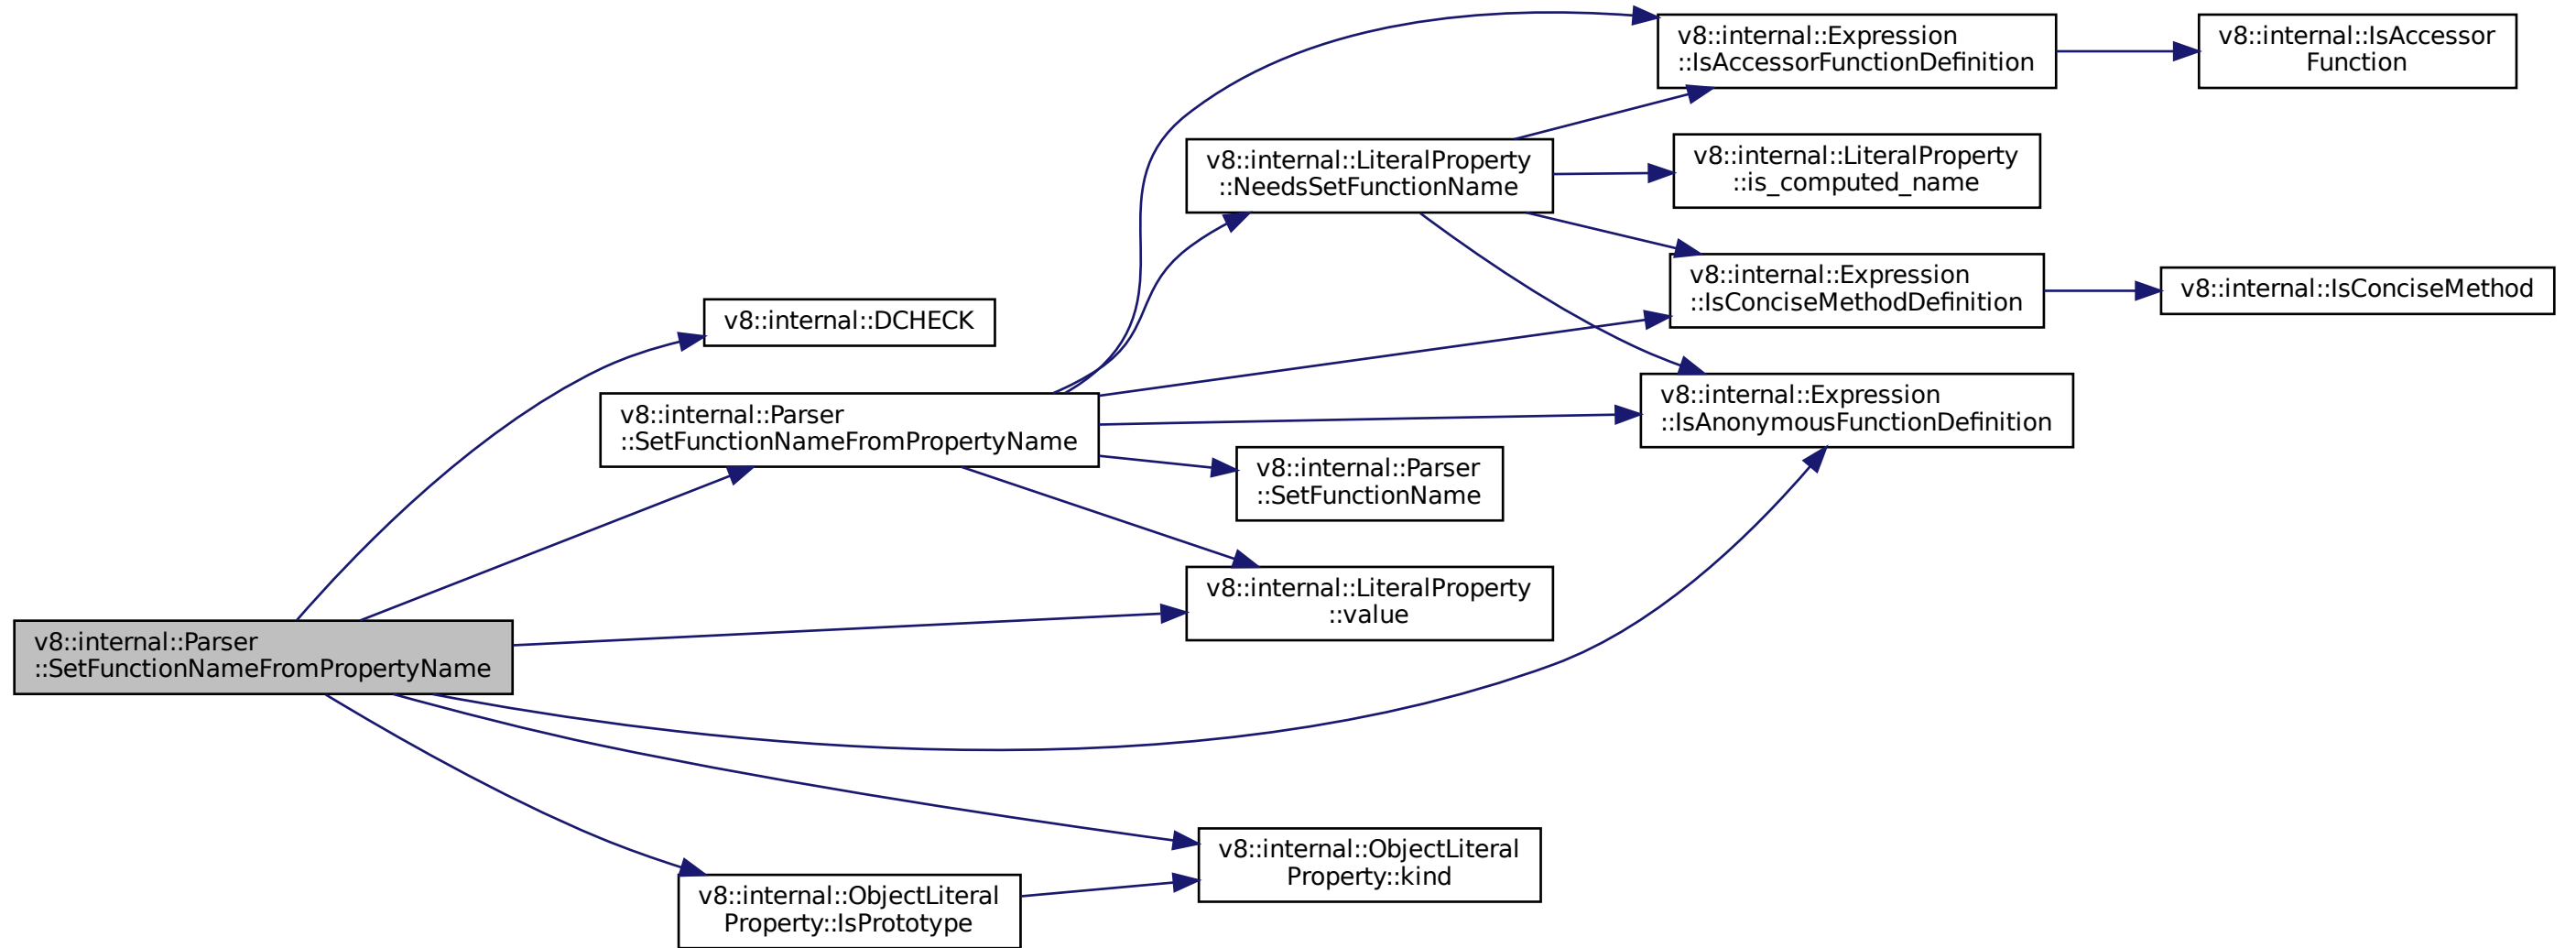 v8::internal::Expression
::IsAccessorFunctionDefinition
v8::internal::IsAccessor
Function
v8::internal::LiteralProperty
::NeedsSetFunctionName
v8::internal::LiteralProperty
::is_computed_name
v8::internal::Expression
::IsConciseMethodDefinition
v8::internal::IsConciseMethod
v8::internal::DCHECK
v8::internal::Parser
::SetFunctionNameFromPropertyName
v8::internal::Expression
::IsAnonymousFunctionDefinition
v8::internal::Parser
::SetFunctionName
v8::internal::LiteralProperty
::value
v8::internal::Parser
::SetFunctionNameFromPropertyName
v8::internal::ObjectLiteral
Property::kind
v8::internal::ObjectLiteral
Property::IsPrototype